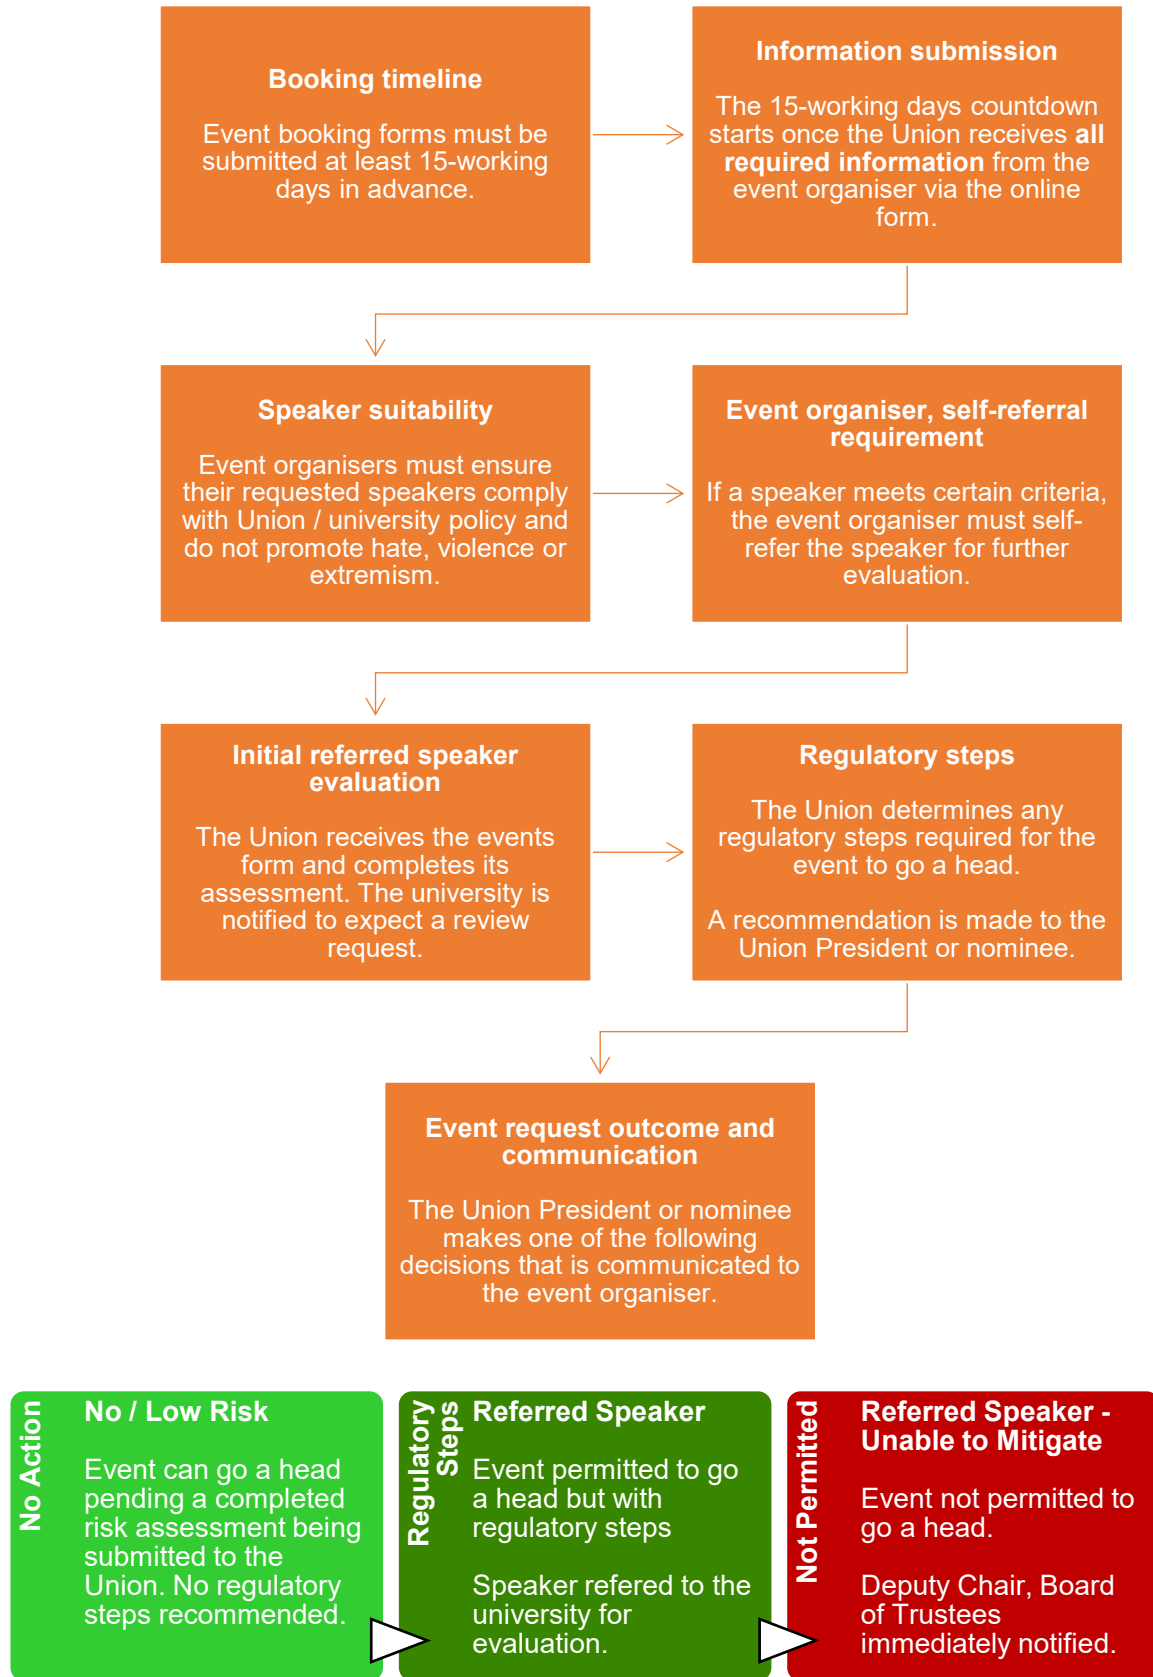 Booking timeline
Event booking forms must be
submitted at least 15-working
days in advance.
Information submission
The 15-working days countdown
starts once the Union receives all
required information from the
event organiser via the online
form.
Speaker suitability
Event organisers must ensure
their requested speakers comply
with Union / university policy and
do not promote hate, violence or
extremism.
Event organiser, self-referral
requirement
If a speaker meets certain criteria,
the event organiser must self-
refer the speaker for further
evaluation.
Initial referred speaker
evaluation
The Union receives the events
form and completes its
assessment. The university is
notified to expect a review
request.
Regulatory steps
The Union determines any
regulatory steps required for the
event to go a head.
A recommendation is made to the
Union President or nominee.
Event request outcome and
communication
The Union President or nominee
makes one of the following
decisions that is communicated to
the event organiser.
No Action
No / Low Risk
Event can go a head
pending a completed
risk assessment being
submitted to the
Union. No regulatory
steps recommended.
Regulatory
Steps
Referred Speaker
Event permitted to go
a head but with
regulatory steps
Speaker refered to the
university for
evaluation.
Not Permitted
Referred Speaker -
Unable to Mitigate
Event not permitted to
go a head.
Deputy Chair, Board
of Trustees
immediately notified.